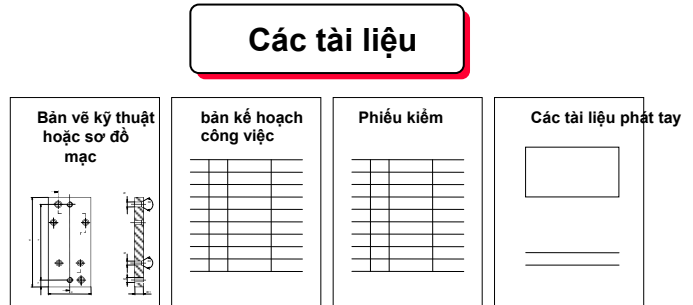 Các tài liệu
Bản vẽ kỹ thuật
hoặc sơ đồ
mạc
bản kế hoạch
công việc
Phiếu kiểm
Các tài liệu phát tay